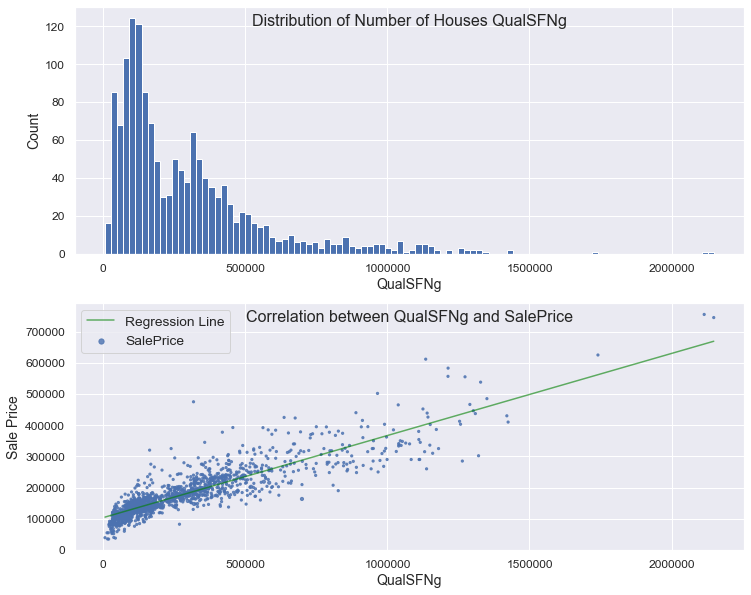 Distribution of Number of Houses QualSFNg
120
100
80
60
40
20
0
Count
0 500000 1000000 1500000 2000000
QualSFNg
Correlation between QualSFNg and SalePrice
Regression Line
SalePrice
700000
600000
500000
400000
300000
200000
100000
0
Sale Price
0 500000 1000000 1500000 2000000
QualSFNg